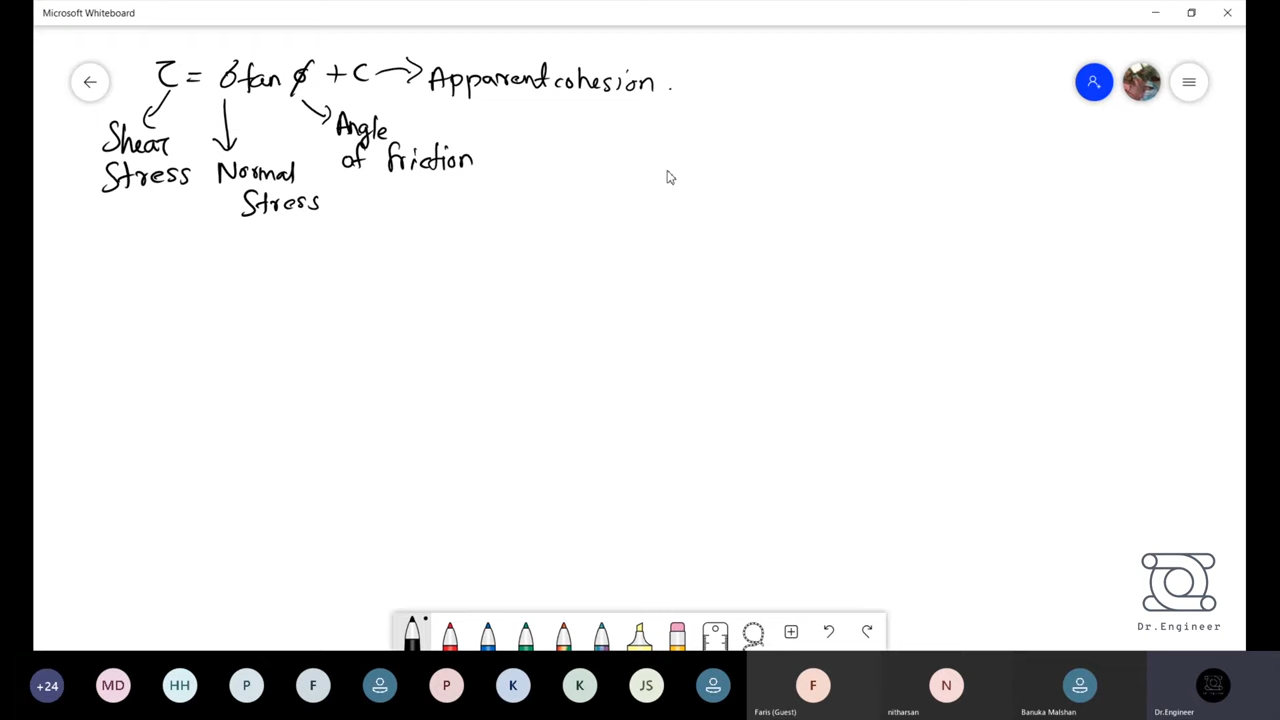 Microsoft Whiteboard
τ = σ tan ϕ + c → Apparent cohesion .
Shear
Stress
Normal
Stress
Angle
of friction
Dr.Engineer
+24
MD
HH
P
F
P
K
K
JS
F
Faris (Guest)
N
nitharsan
Banuka Malshan
Dr.Engineer